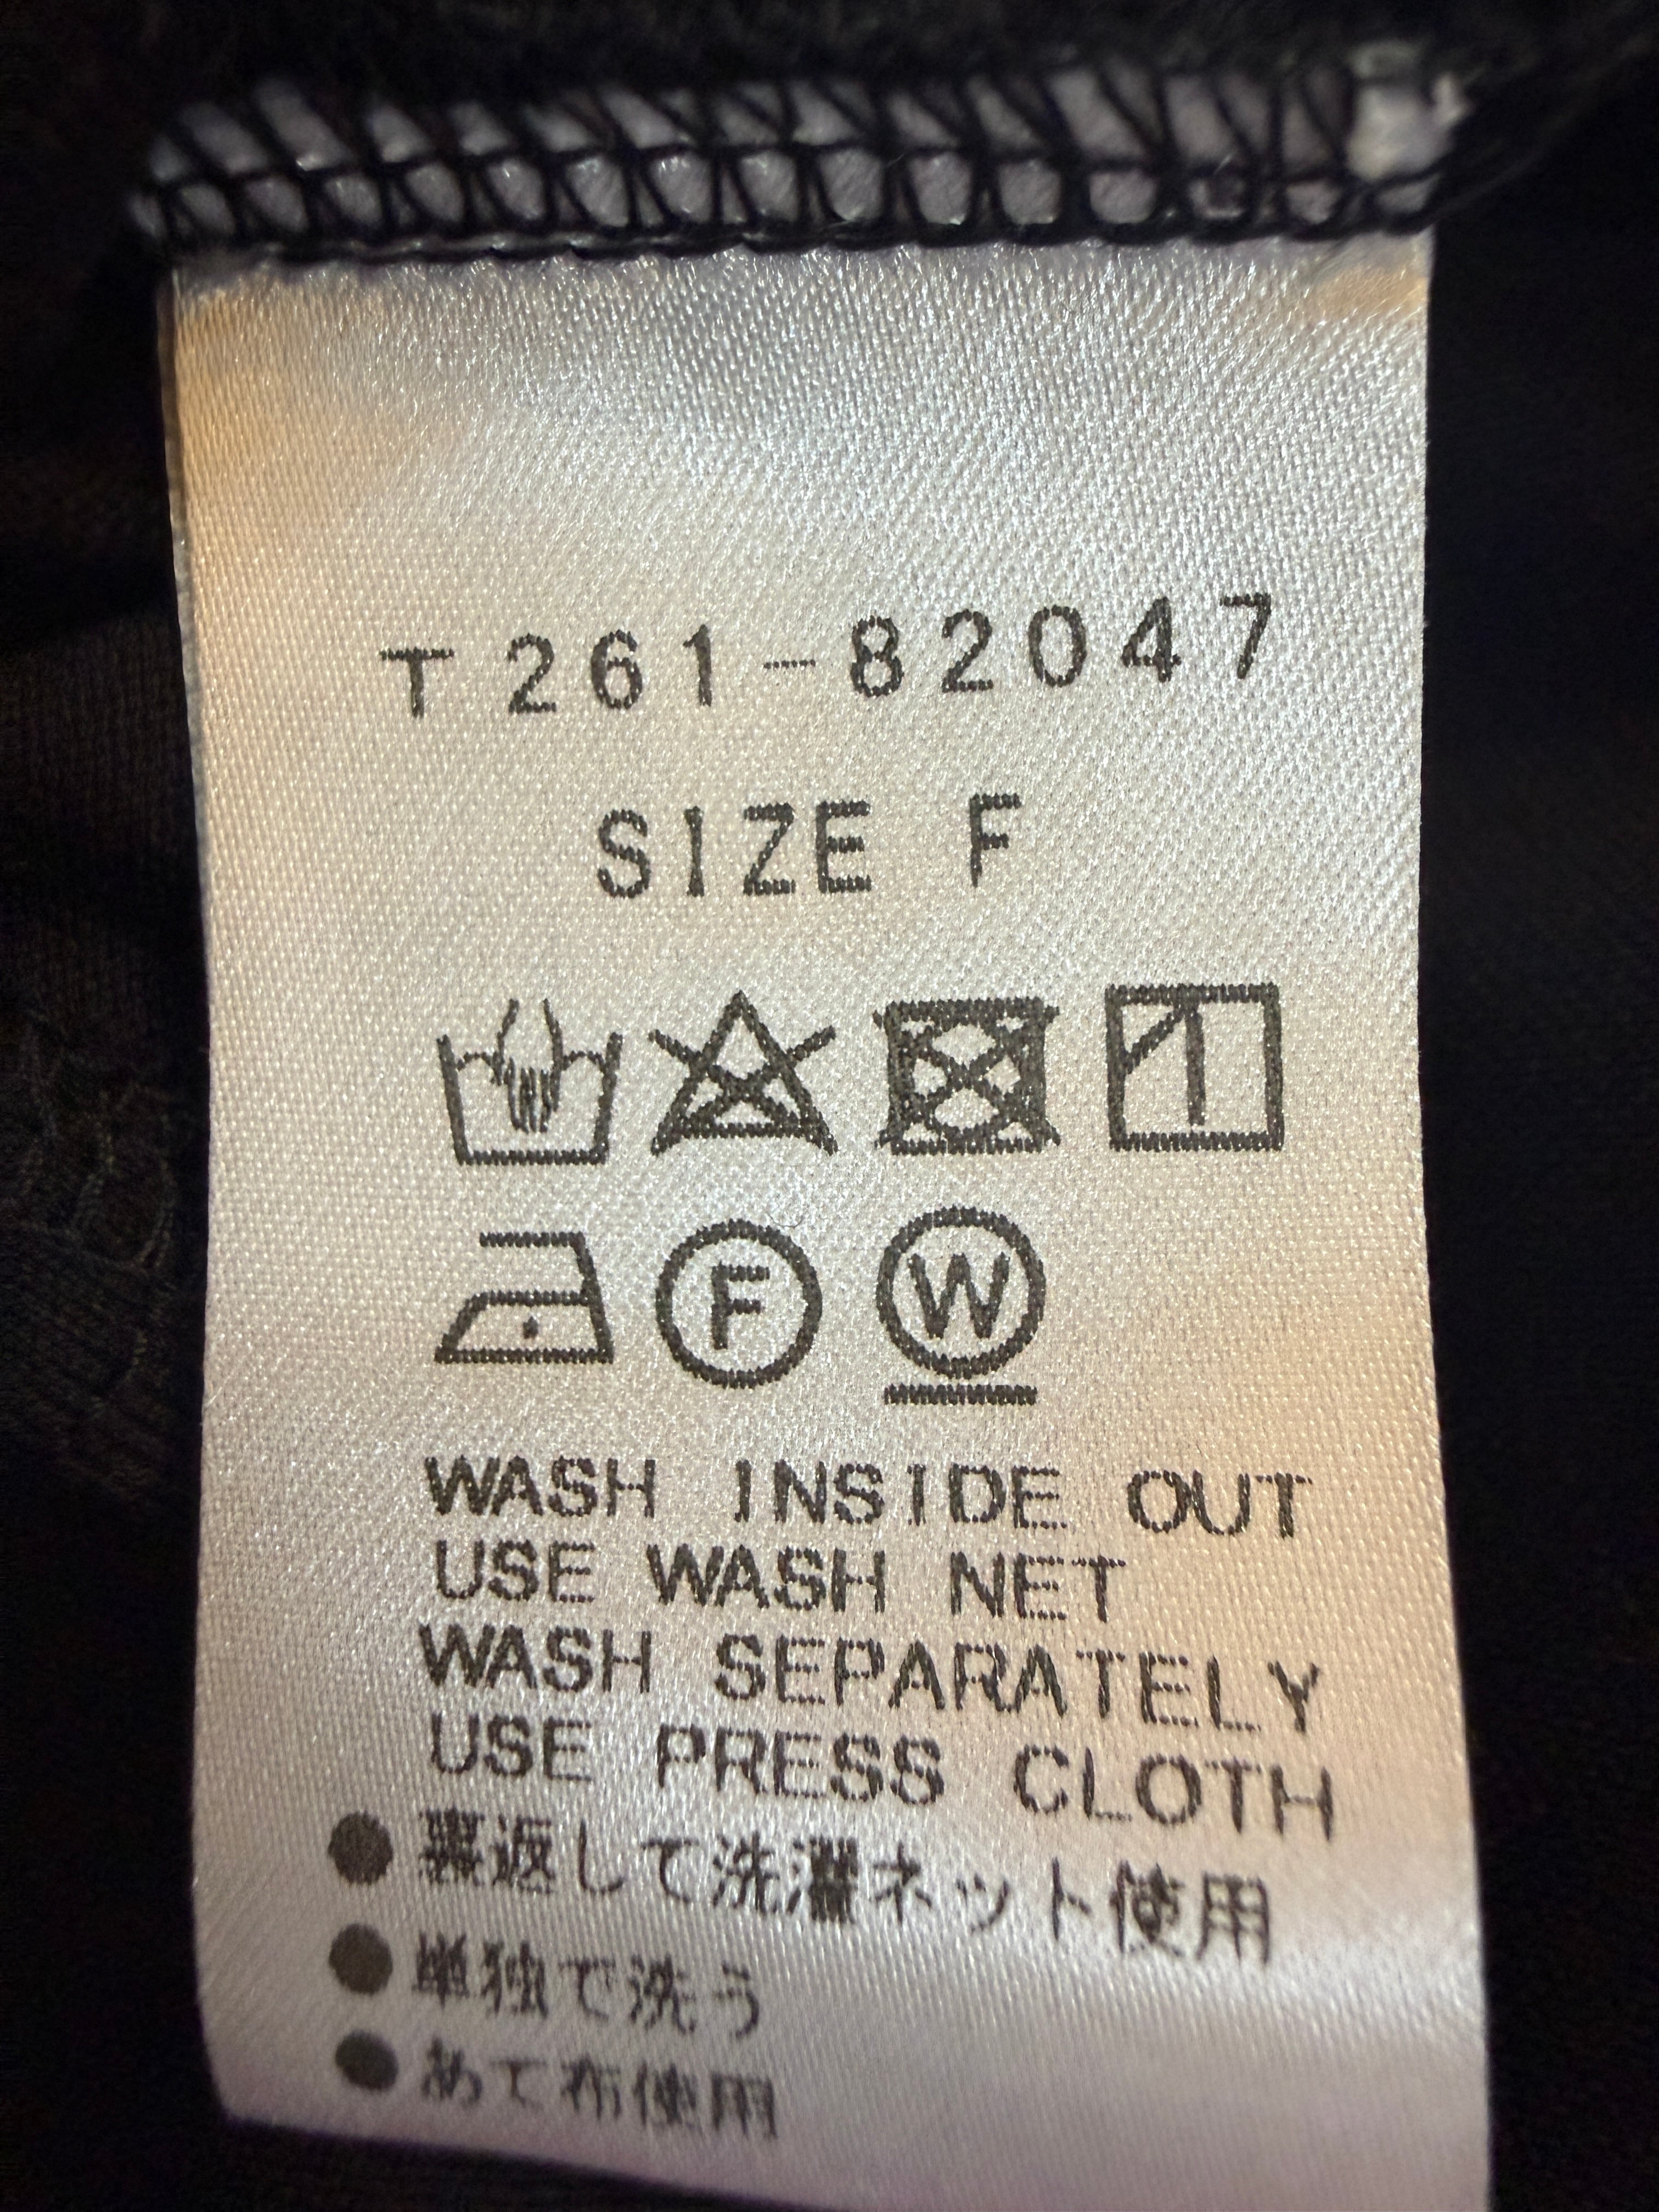 T261-82047
SIZE F
F W
WASH INSIDE OUT
USE WASH NET
WASH SEPARATELY
USE PRESS CLOTH
●裏返して洗濯ネット使用
●単独で洗う
●あて布使用